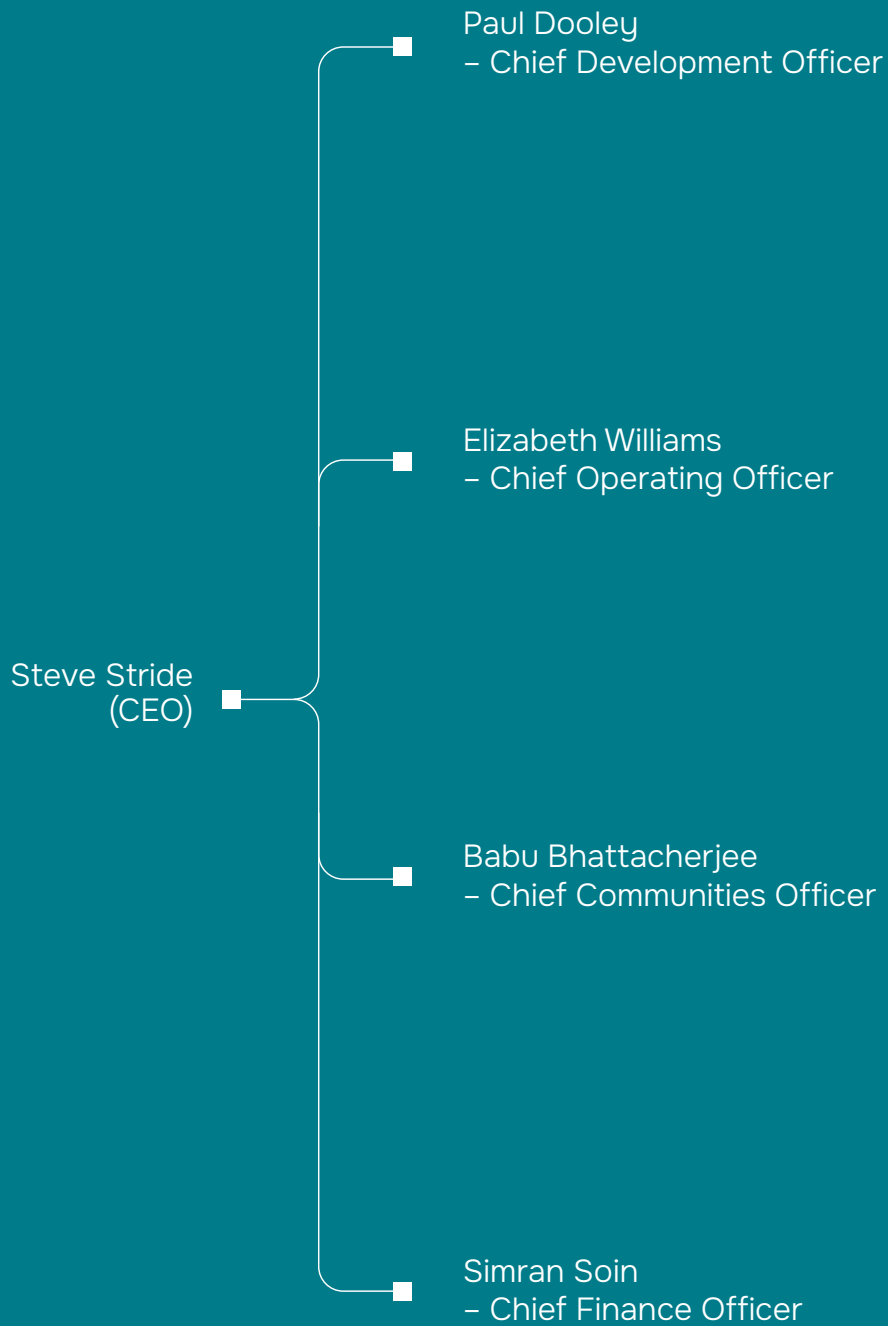 Paul Dooley
– Chief Development Officer
Elizabeth Williams
– Chief Operating Officer
Steve Stride
(CEO)
Babu Bhattacherjee
– Chief Communities Officer
Simran Soin
– Chief Finance Officer